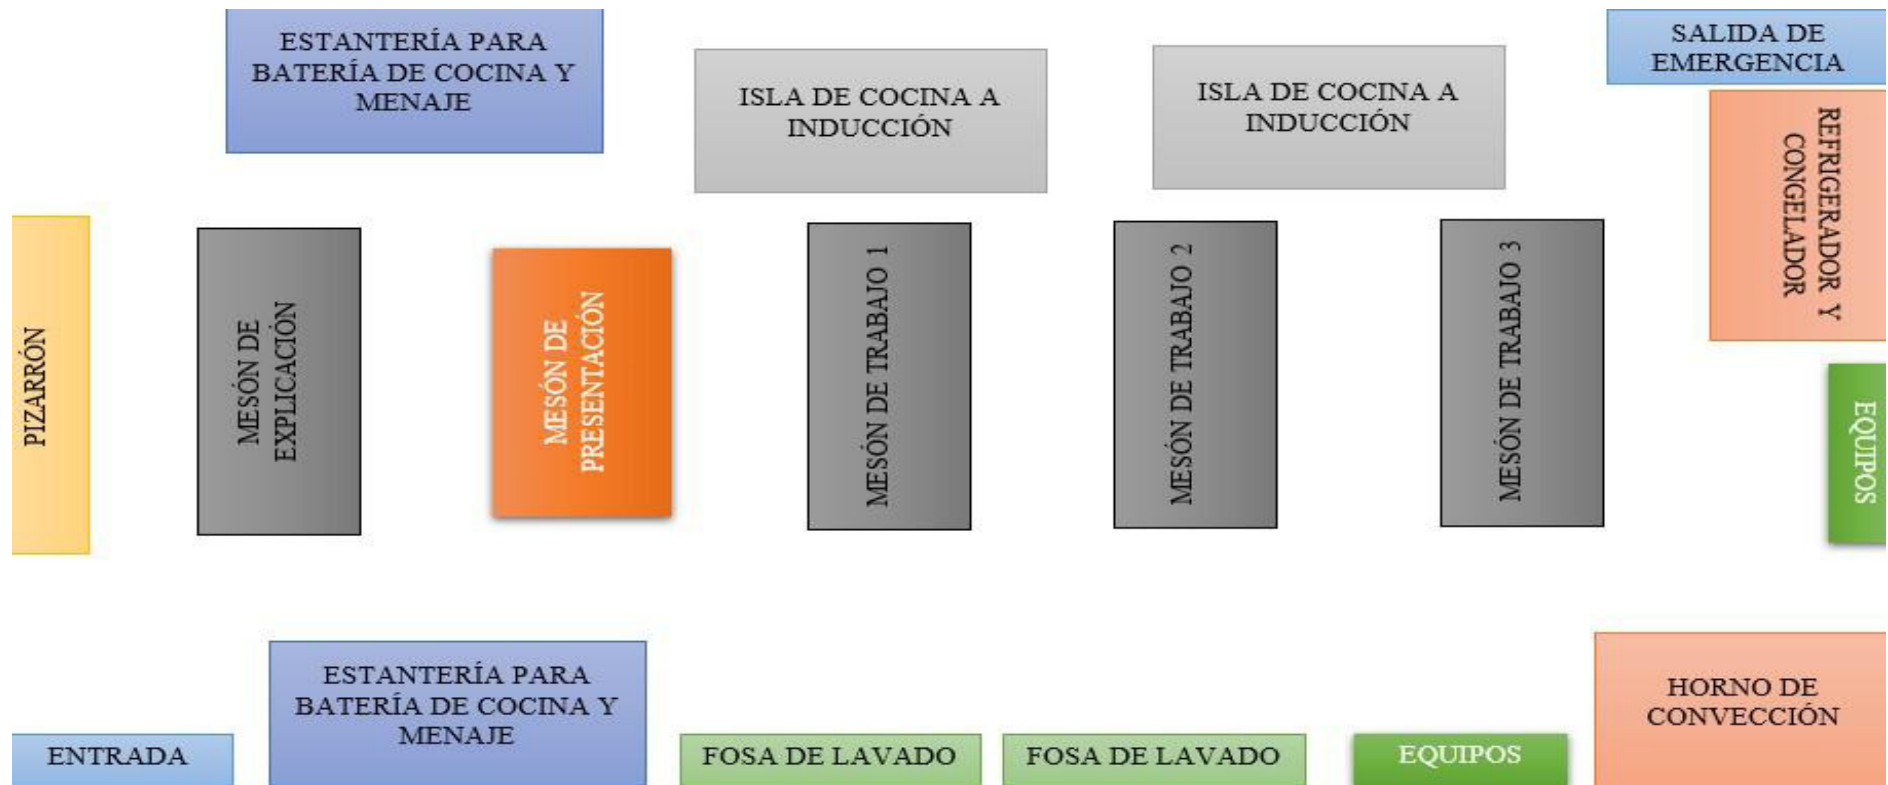 ESTANTERÍA PARA
BATERÍA DE COCINA Y
MENAJE
ISLA DE COCINA A
INDUCCIÓN
ISLA DE COCINA A
INDUCCIÓN
SALIDA DE
EMERGENCIA
REFRIGERADOR Y
CONGELADOR
PIZARRÓN
MESÓN DE
EXPLICACIÓN
MESÓN DE
PRESENTACIÓN
MESÓN DE TRABAJO 1
MESÓN DE TRABAJO 2
MESÓN DE TRABAJO 3
EQUIPOS
ENTRADA
ESTANTERÍA PARA
BATERÍA DE COCINA Y
MENAJE
FOSA DE LAVADO
FOSA DE LAVADO
EQUIPOS
HORNO DE
CONVECCIÓN